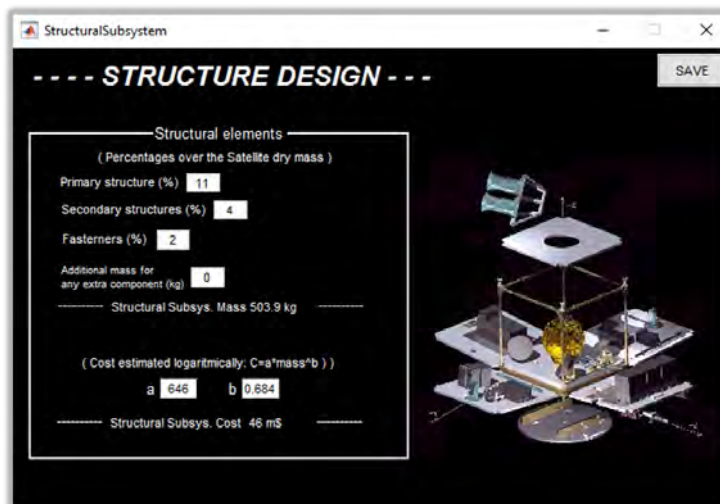 StructuralSubsystem
- - - - STRUCTURE DESIGN - - -
SAVE
Structural elements
( Percentages over the Satellite dry mass )
Primary structure (%) 11
Secondary structures (%) 4
Fasterners (%) 2
Additional mass for
any extra component (kg) 0
---------- Structural Subsys. Mass 503.9 kg ----------
( Cost estimated logaritmically: C=a*mass^b ) )
a 646 b 0.684
---------- Structural Subsys. Cost 46 m$ ----------